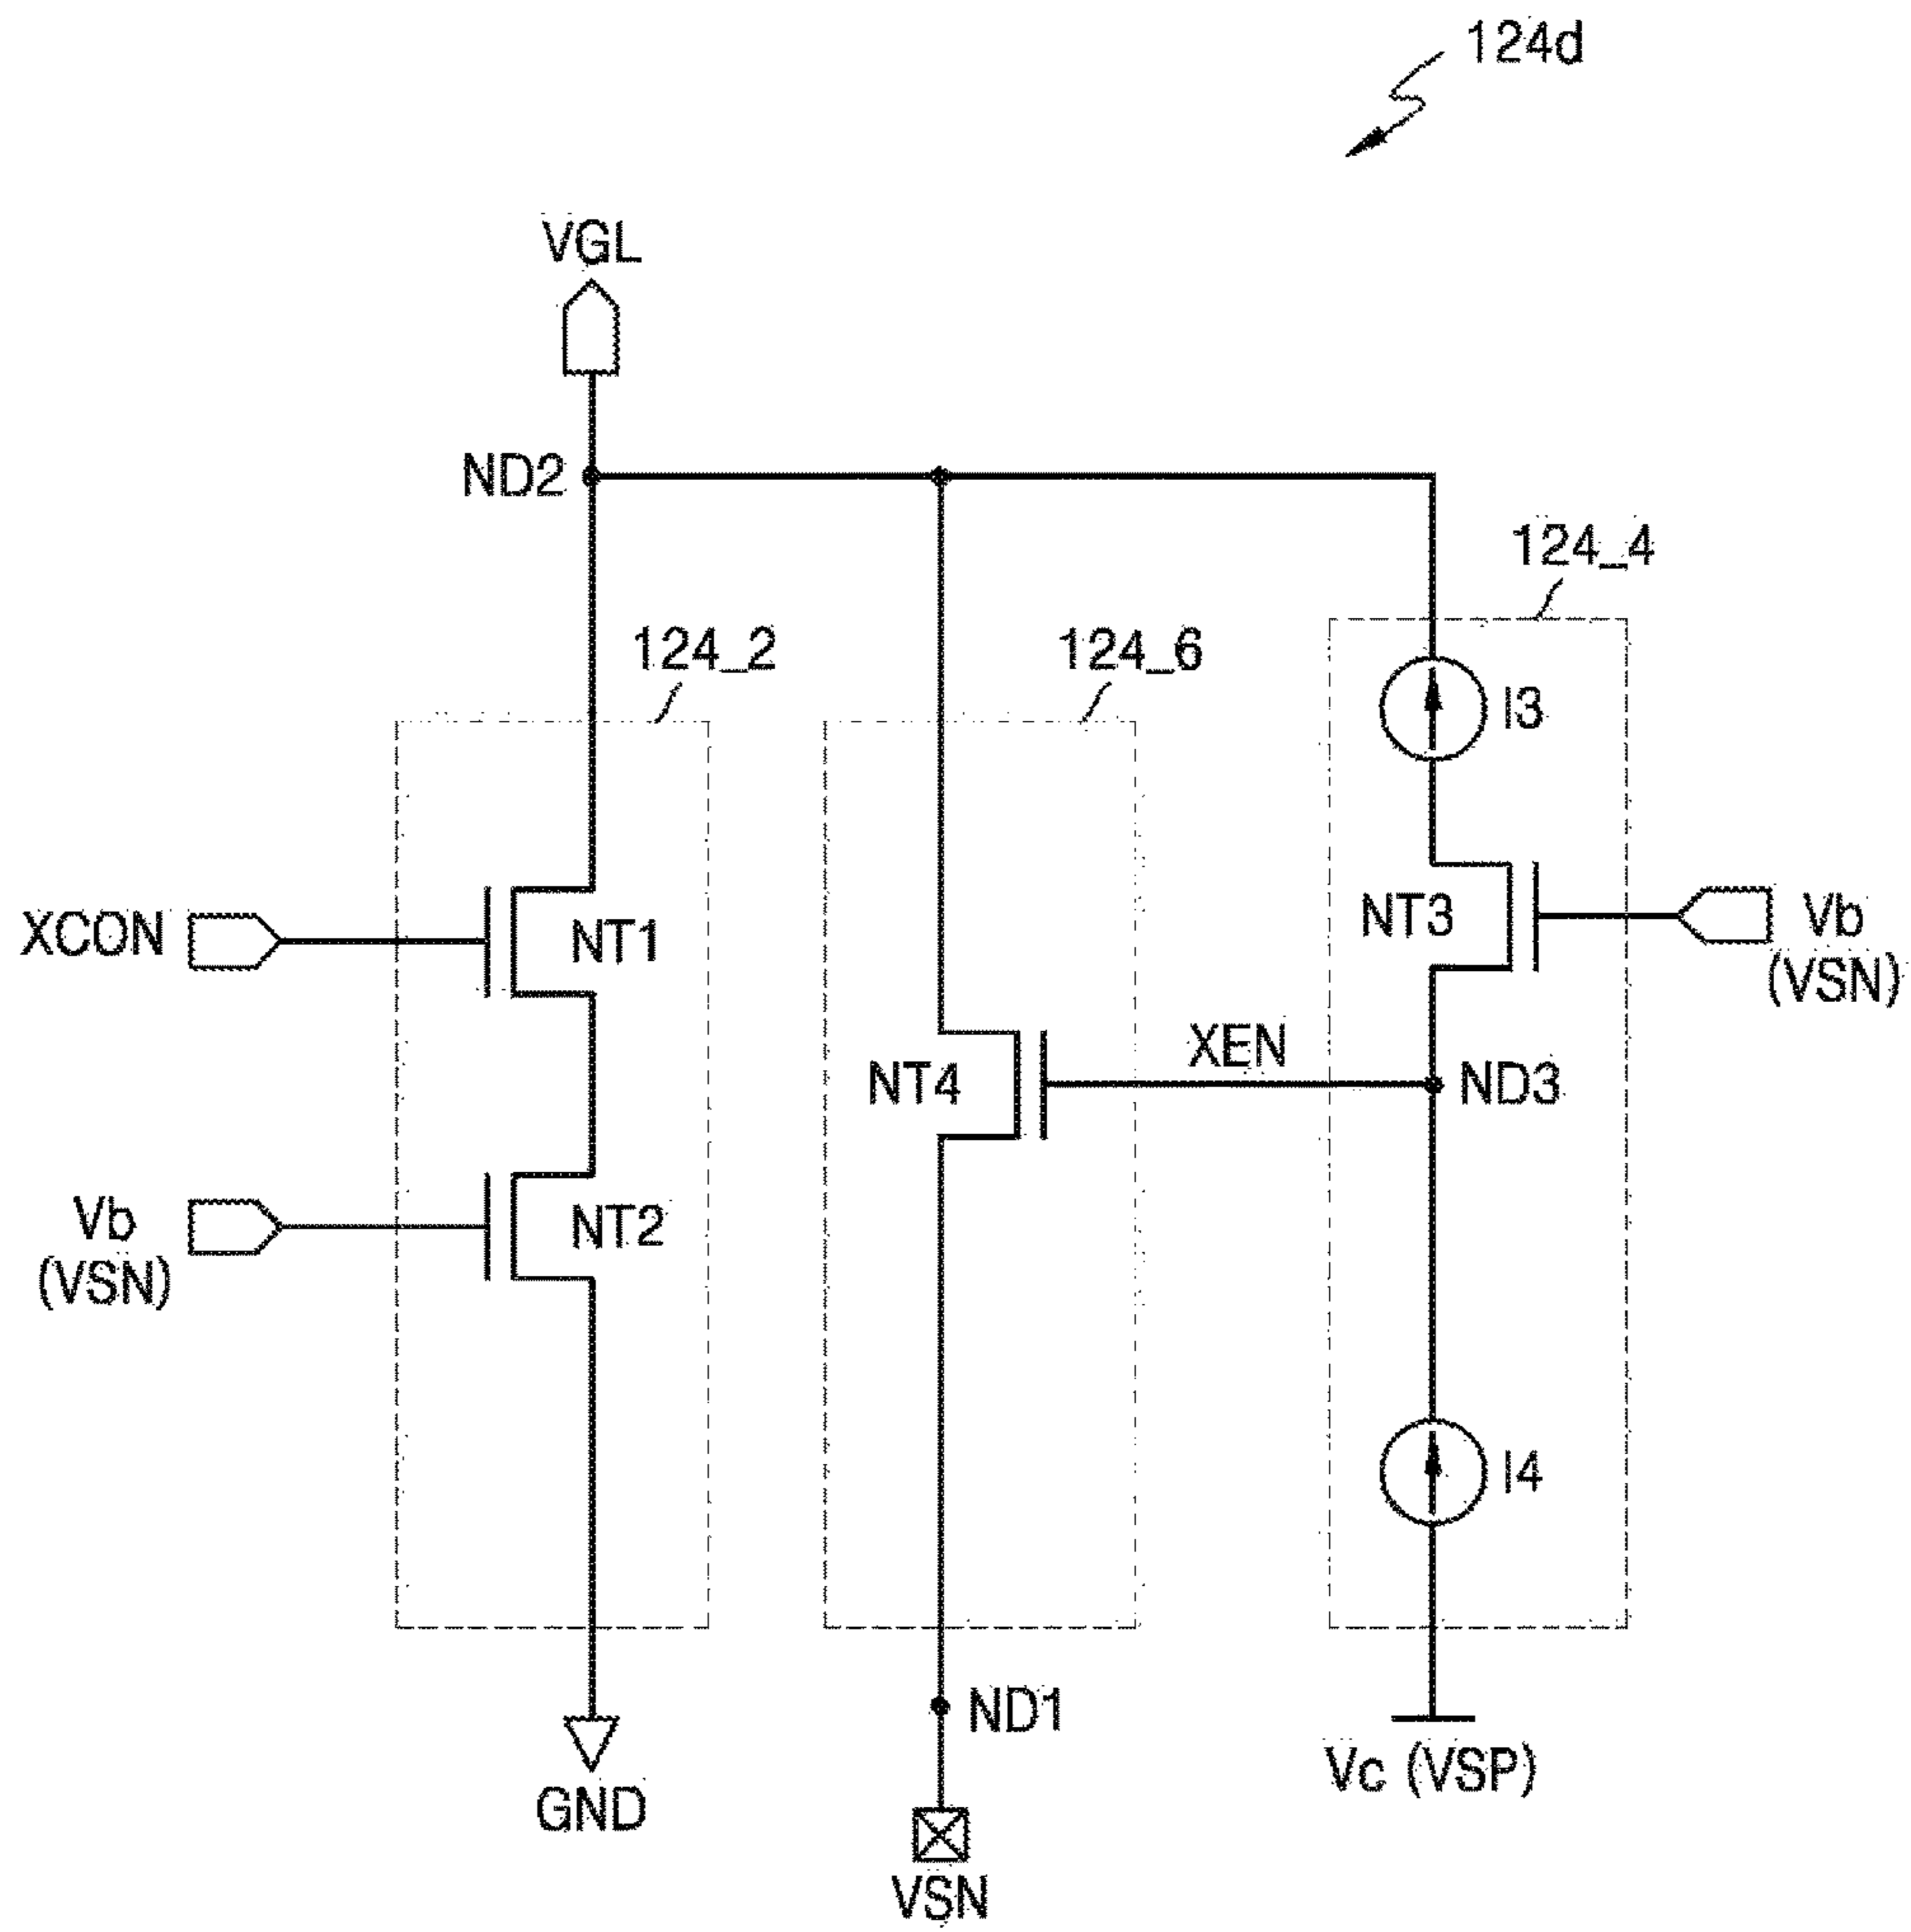 124d
VGL
ND2
124_4
124_2
124_6
I3
XCON
NT1
NT3
Vb
(VSN)
XEN
NT4
ND3
Vb
(VSN)
NT2
I4
ND1
Vc (VSP)
GND
VSN